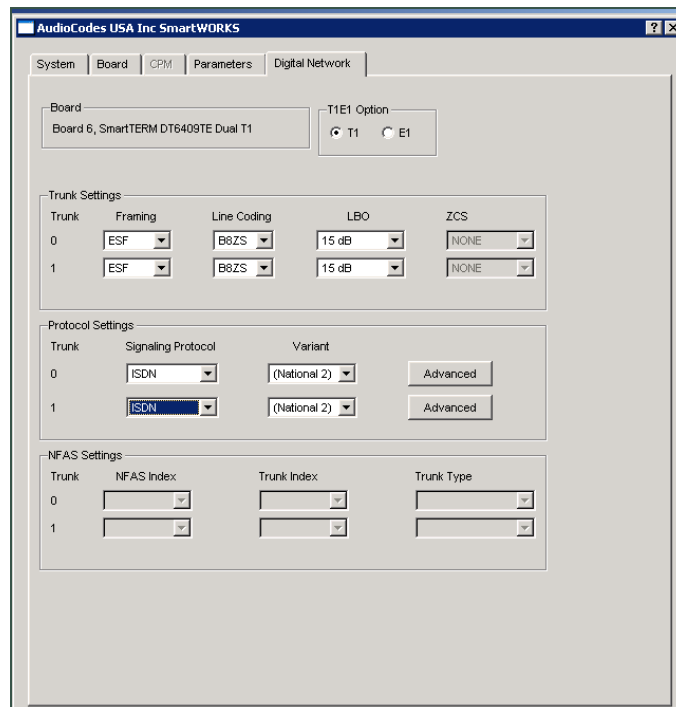 AudioCodes USA Inc SmartWORKS
System Board CPM Parameters Digital Network
Board
Board 6, SmartTERM DT6409TE Dual T1
T1E1 Option
T1 E1
Trunk Settings
Trunk Framing Line Coding LBO ZCS
0 ESF B8ZS 15 dB NONE
1 ESF B8ZS 15 dB NONE
Protocol Settings
Trunk Signaling Protocol Variant
0 ISDN (National 2) Advanced
1 ISDN (National 2) Advanced
NFAS Settings
Trunk NFAS Index Trunk Index Trunk Type
0
1